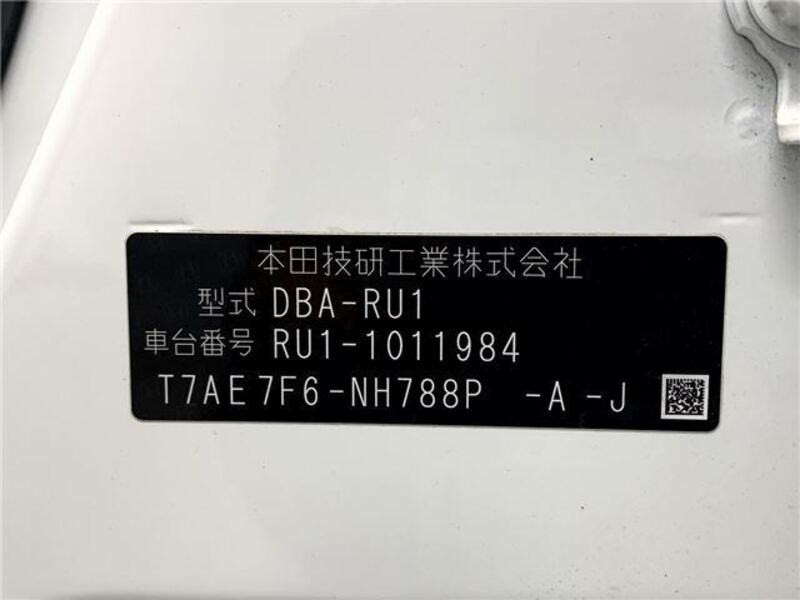 本田技研工業株式会社
型式 DBA-RU1
車台番号 RU1-1011984
T7AE7F6-NH788P -A -J